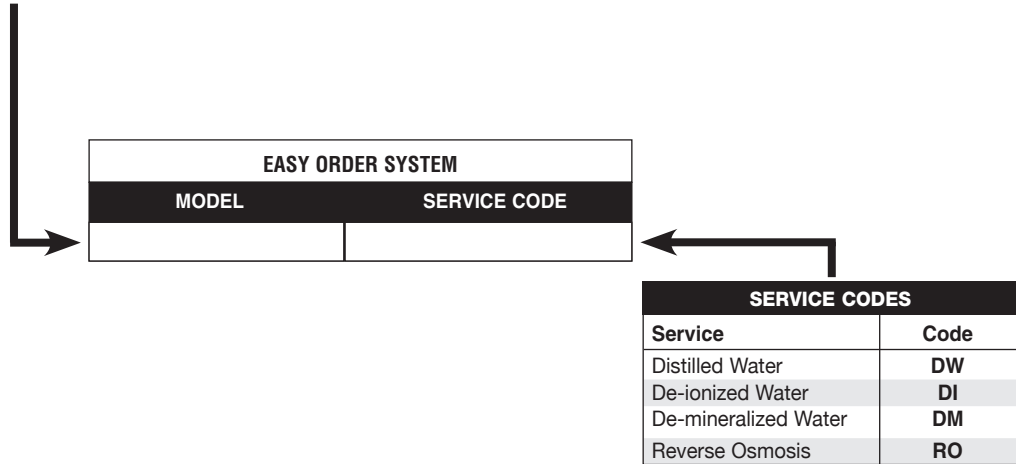 EASY ORDER SYSTEM
MODEL SERVICE CODE
SERVICE CODES
Service Code
Distilled Water DW
De-ionized Water DI
De-mineralized Water DM
Reverse Osmosis RO